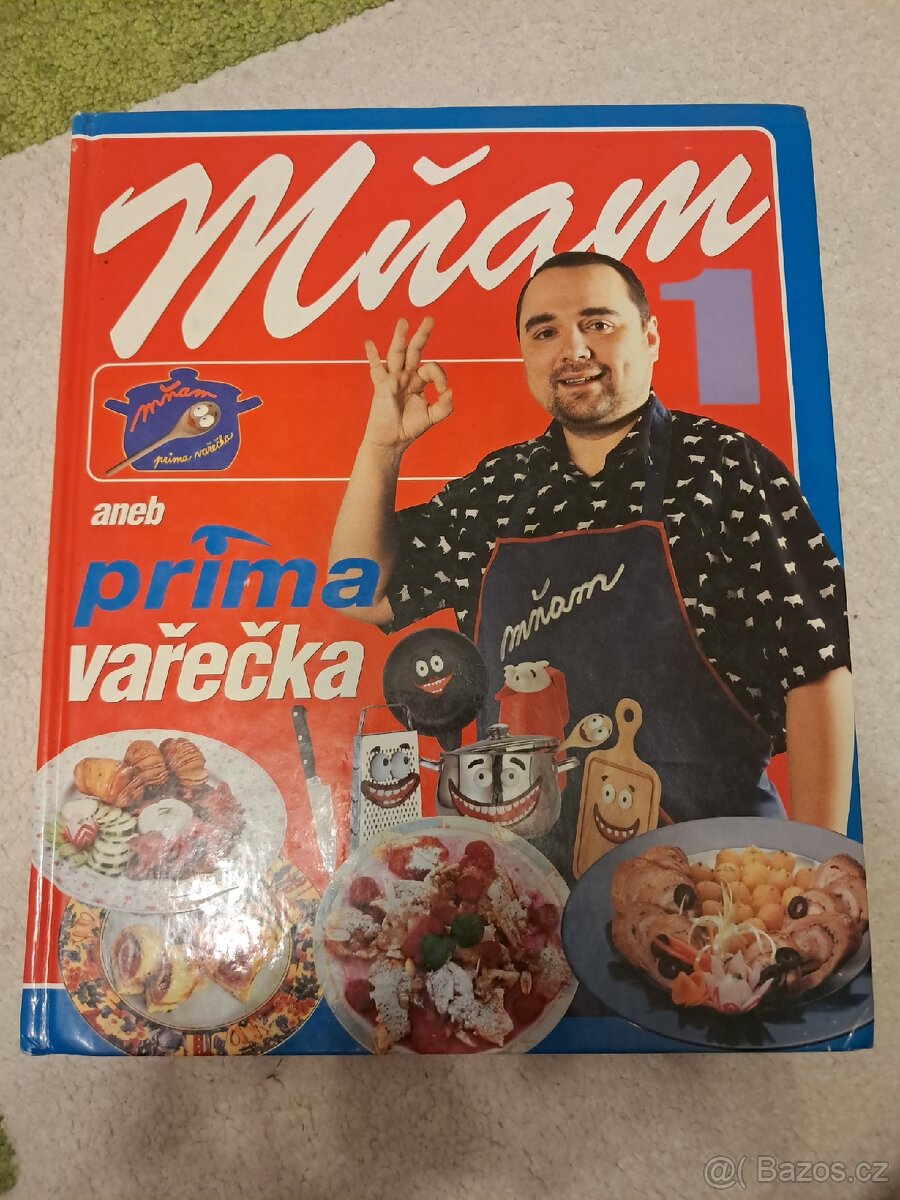 Mňam
1
mňam
prima vařečka
aneb
prima
vařečka
mňam
@( Bazos.cz